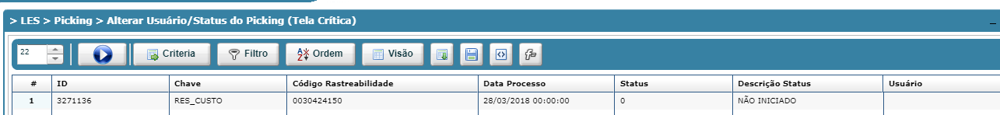 > LES > Picking > Alterar Usuário/Status do Picking (Tela Crítica)
22 Criteria Filtro Ordem Visão
# ID Chave Código Rastreabilidade Data Processo Status Descrição Status Usuário
1 3271136 RES_CUSTO 0030424150 28/03/2018 00:00:00 0 NÃO INICIADO